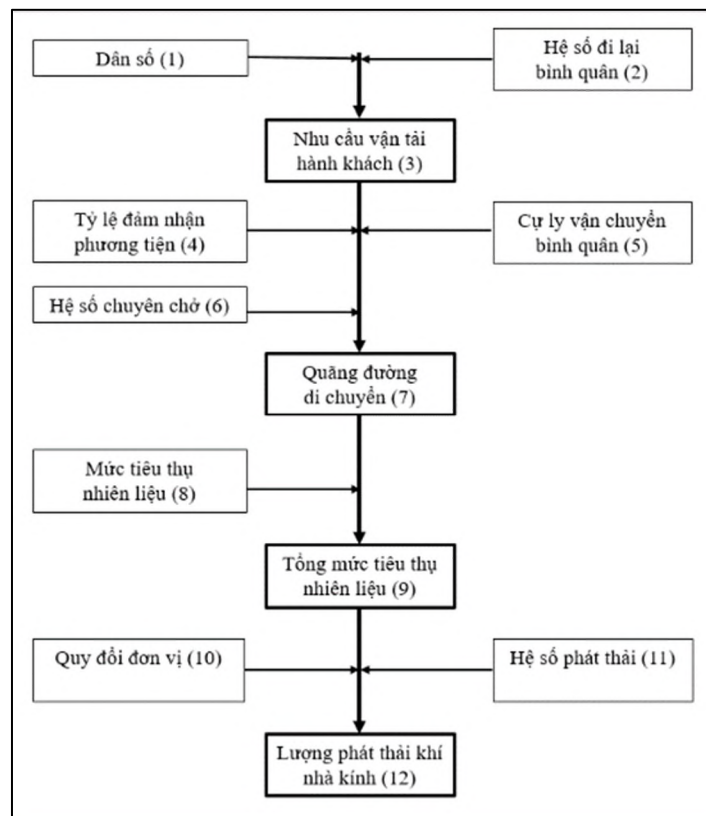 Dân số (1)
Hệ số đi lại
bình quân (2)
Nhu cầu vận tải
hành khách (3)
Tỷ lệ đảm nhận
phương tiện (4)
Cự ly vận chuyển
bình quân (5)
Hệ số chuyên chở (6)
Quãng đường
di chuyển (7)
Mức tiêu thụ
nhiên liệu (8)
Tổng mức tiêu thụ
nhiên liệu (9)
Quy đổi đơn vị (10)
Hệ số phát thải (11)
Lượng phát thải khí
nhà kính (12)